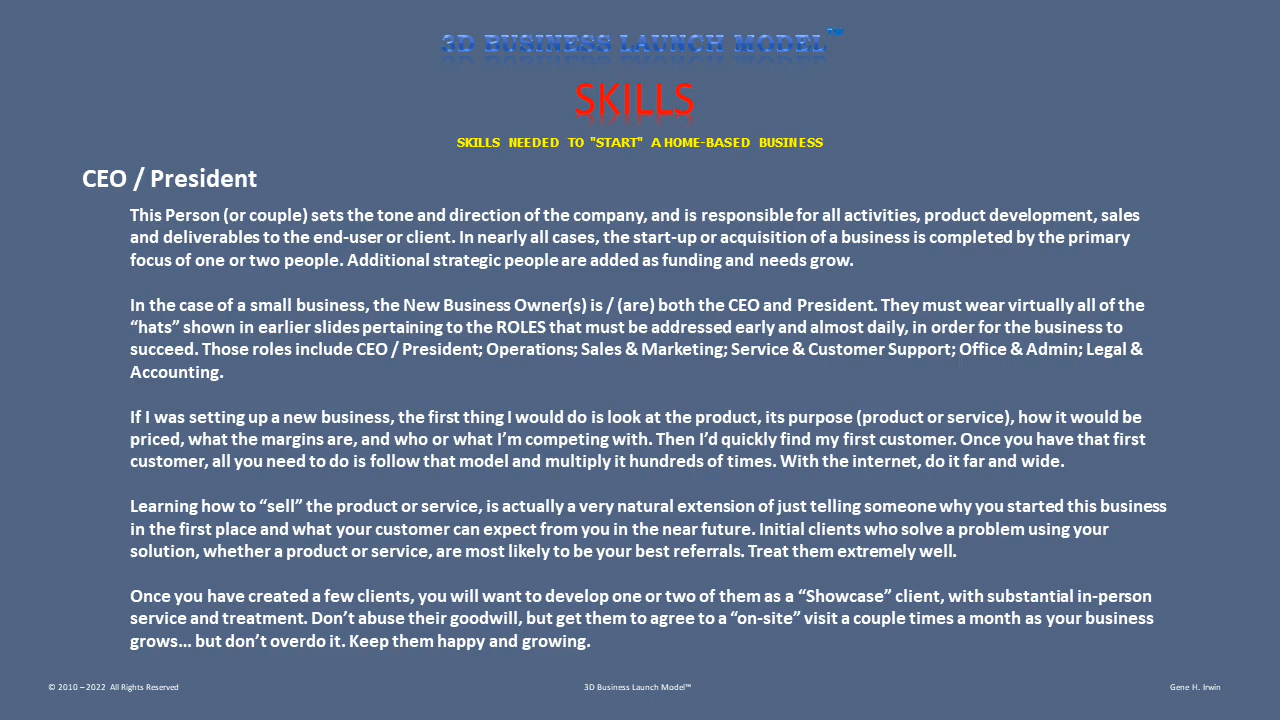 3D BUSINESS LAUNCH MODEL™
SKILLS
SKILLS NEEDED TO "START" A HOME-BASED BUSINESS
CEO / President
This Person (or couple) sets the tone and direction of the company, and is responsible for all activities, product development, sales
and deliverables to the end-user or client. In nearly all cases, the start-up or acquisition of a business is completed by the primary
focus of one or two people. Additional strategic people are added as funding and needs grow.
In the case of a small business, the New Business Owner(s) is / (are) both the CEO and President. They must wear virtually all of the
“hats” shown in earlier slides pertaining to the ROLES that must be addressed early and almost daily, in order for the business to
succeed. Those roles include CEO / President; Operations; Sales & Marketing; Service & Customer Support; Office & Admin; Legal &
Accounting.
If I was setting up a new business, the first thing I would do is look at the product, its purpose (product or service), how it would be
priced, what the margins are, and who or what I’m competing with. Then I’d quickly find my first customer. Once you have that first
customer, all you need to do is follow that model and multiply it hundreds of times. With the internet, do it far and wide.
Learning how to “sell” the product or service, is actually a very natural extension of just telling someone why you started this business
in the first place and what your customer can expect from you in the near future. Initial clients who solve a problem using your
solution, whether a product or service, are most likely to be your best referrals. Treat them extremely well.
Once you have created a few clients, you will want to develop one or two of them as a “Showcase” client, with substantial in-person
service and treatment. Don’t abuse their goodwill, but get them to agree to a “on-site” visit a couple times a month as your business
grows... but don’t overdo it. Keep them happy and growing.
© 2010 – 2022 All Rights Reserved
3D Business Launch Model™
Gene H. Irwin